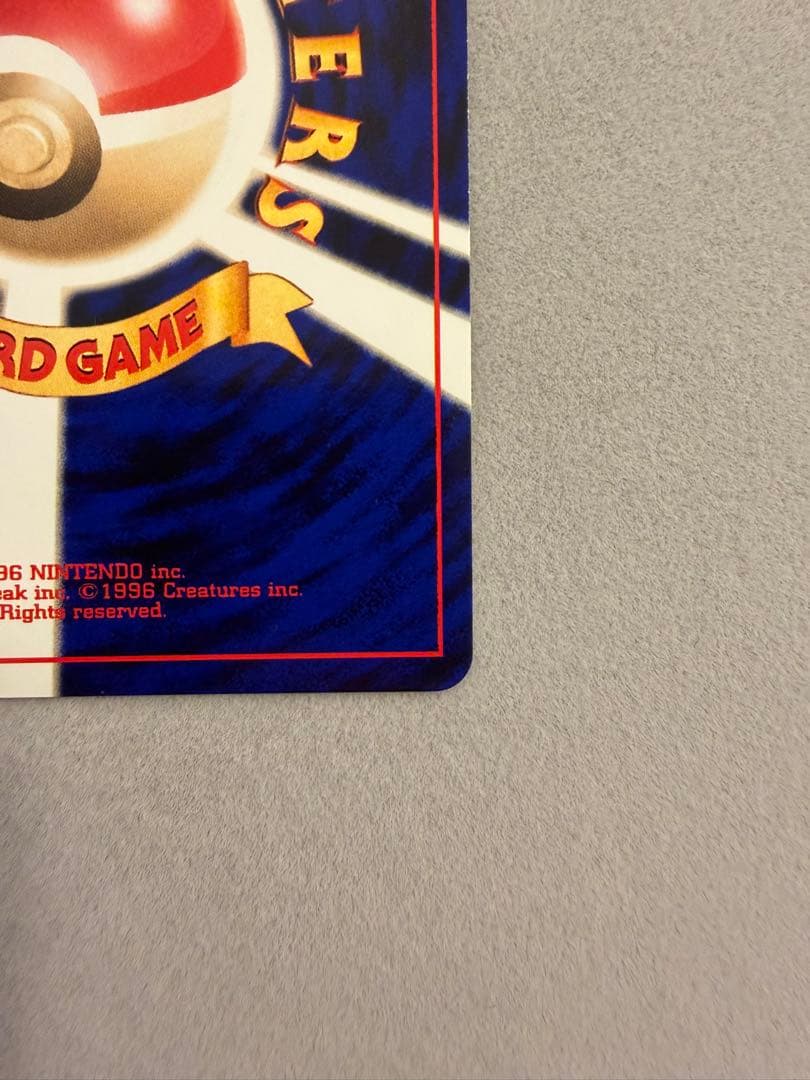 ERS
RD GAME
96 NINTENDO inc.
eak inc. ©1996 Creatures inc.
Rights reserved.